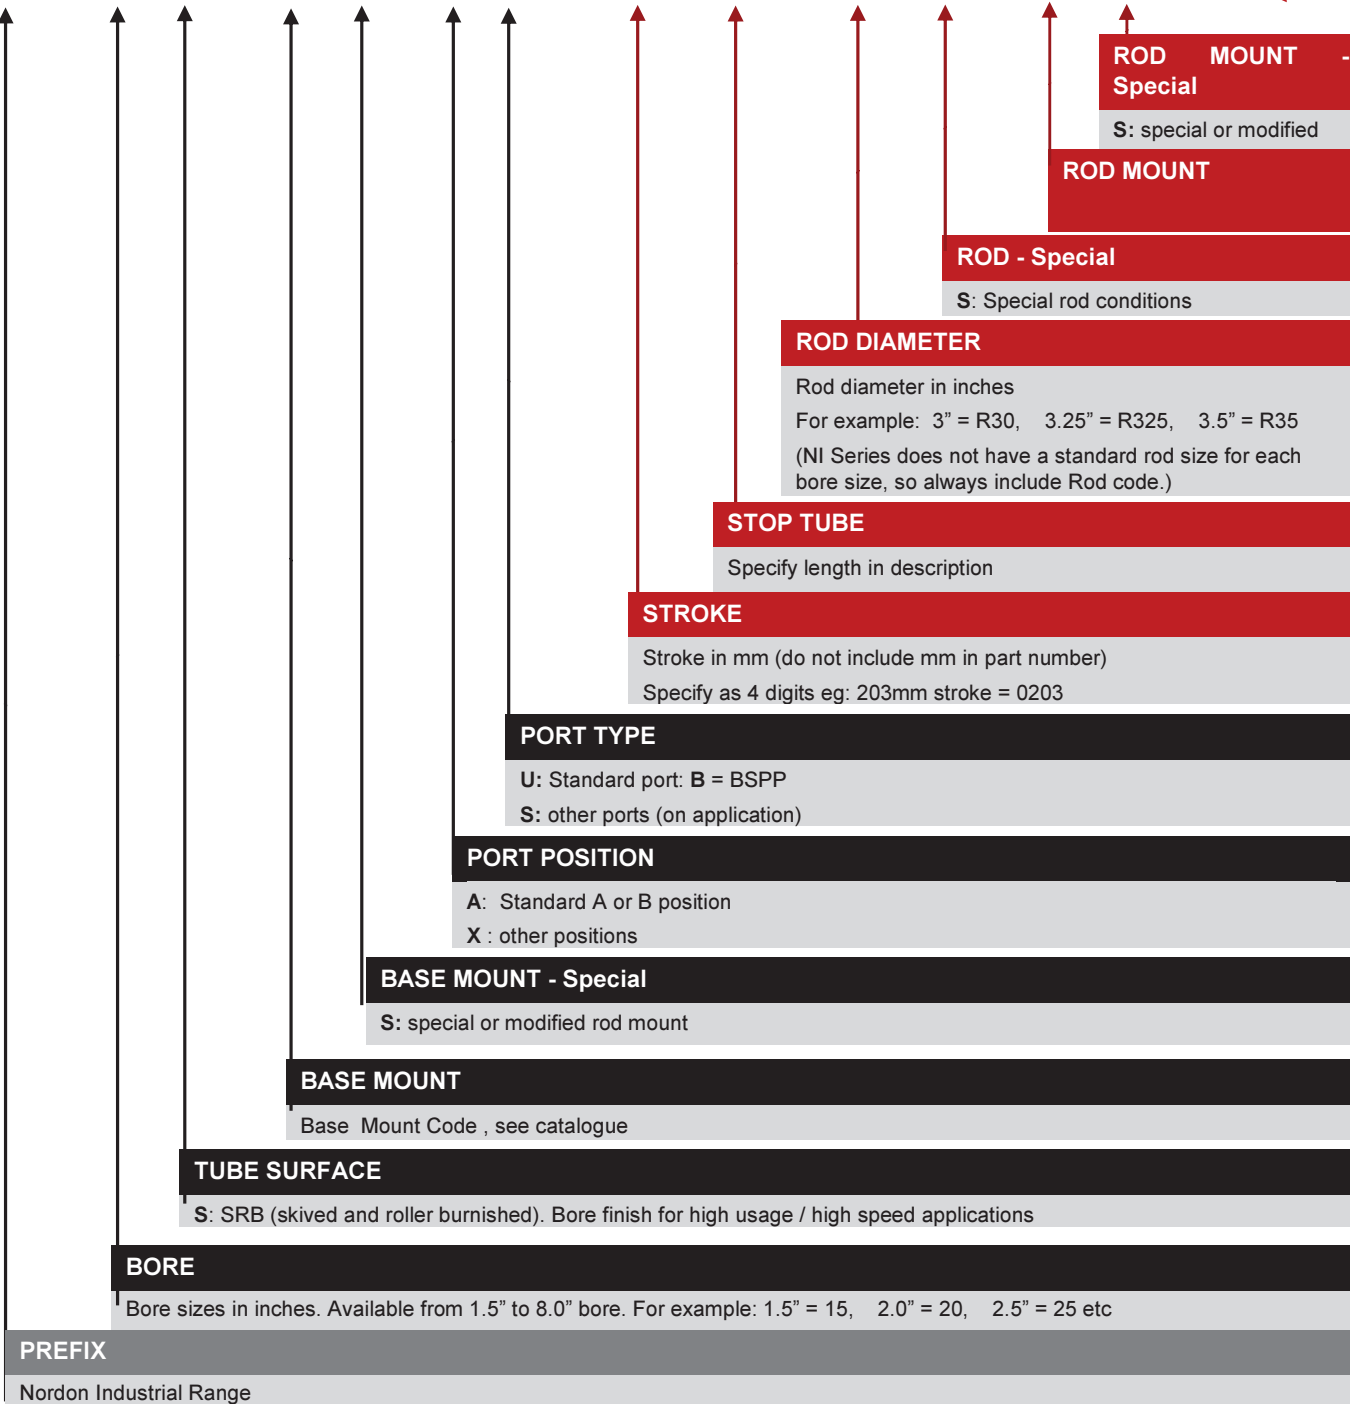 ROD MOUNT -
Special
S: special or modified
ROD MOUNT
ROD - Special
S: Special rod conditions
ROD DIAMETER
Rod diameter in inches
For example: 3” = R30, 3.25” = R325, 3.5” = R35
(NI Series does not have a standard rod size for each
bore size, so always include Rod code.)
STOP TUBE
Specify length in description
STROKE
Stroke in mm (do not include mm in part number)
Specify as 4 digits eg: 203mm stroke = 0203
PORT TYPE
U: Standard port: B = BSPP
S: other ports (on application)
PORT POSITION
A: Standard A or B position
X : other positions
BASE MOUNT - Special
S: special or modified rod mount
BASE MOUNT
Base Mount Code , see catalogue
TUBE SURFACE
S: SRB (skived and roller burnished). Bore finish for high usage / high speed applications
BORE
Bore sizes in inches. Available from 1.5” to 8.0” bore. For example: 1.5” = 15, 2.0” = 20, 2.5” = 25 etc
PREFIX
Nordon Industrial Range